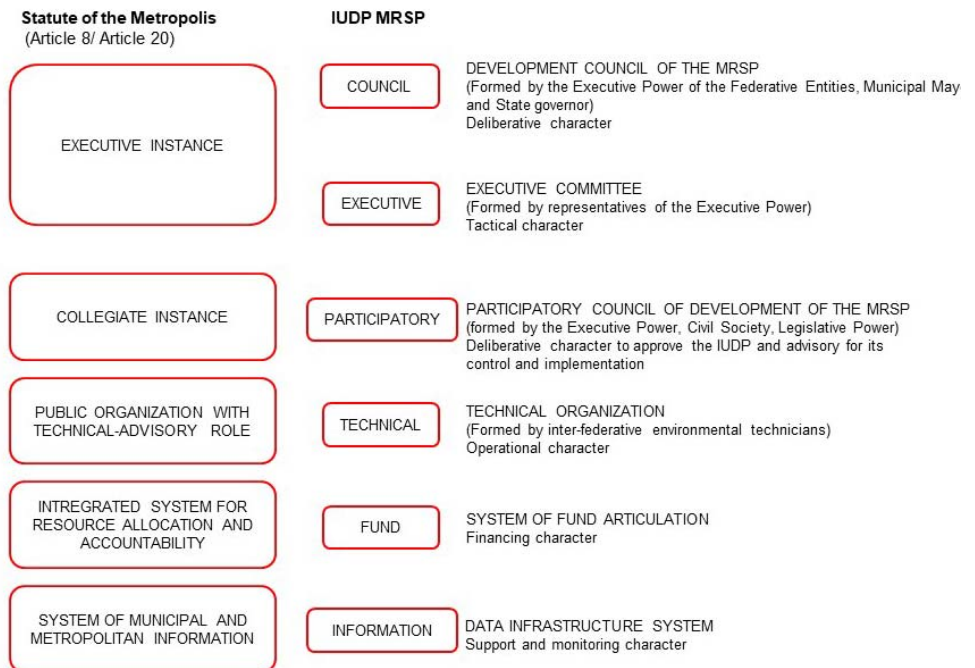 Statute of the Metropolis
(Article 8/ Article 20)
IUDP MRSP
EXECUTIVE INSTANCE
COUNCIL
DEVELOPMENT COUNCIL OF THE MRSP
(Formed by the Executive Power of the Federative Entities, Municipal May
and State governor)
Deliberative character
EXECUTIVE
EXECUTIVE COMMITTEE
(Formed by representatives of the Executive Power)
Tactical character
COLLEGIATE INSTANCE
PARTICIPATORY
PARTICIPATORY COUNCIL OF DEVELOPMENT OF THE MRSP
(formed by the Executive Power, Civil Society, Legislative Power)
Deliberative character to approve the IUDP and advisory for its
control and implementation
PUBLIC ORGANIZATION WITH
TECHNICAL-ADVISORY ROLE
TECHNICAL
TECHNICAL ORGANIZATION
(Formed by inter-federative environmental technicians)
Operational character
INTREGRATED SYSTEM FOR
RESOURCE ALLOCATION AND
ACCOUNTABILITY
FUND
SYSTEM OF FUND ARTICULATION
Financing character
SYSTEM OF MUNICIPAL AND
METROPOLITAN INFORMATION
INFORMATION
DATA INFRASTRUCTURE SYSTEM
Support and monitoring character